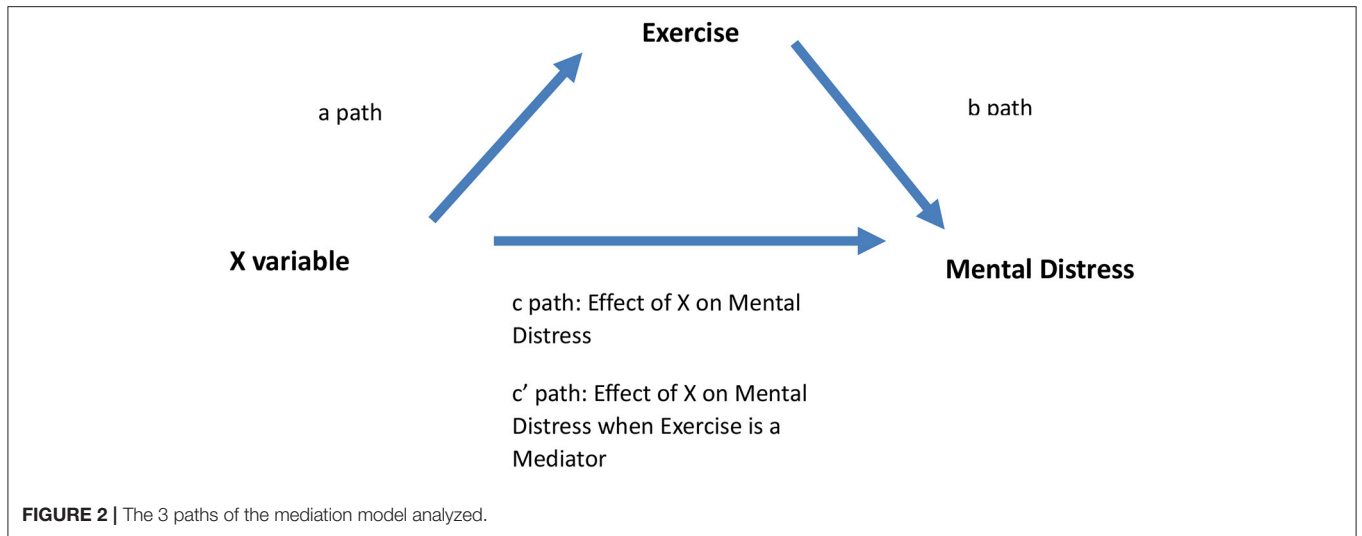 Exercise
a path
b path
X variable
Mental Distress
c path: Effect of X on Mental
Distress
c’ path: Effect of X on Mental
Distress when Exercise is a
Mediator
FIGURE 2 | The 3 paths of the mediation model analyzed.